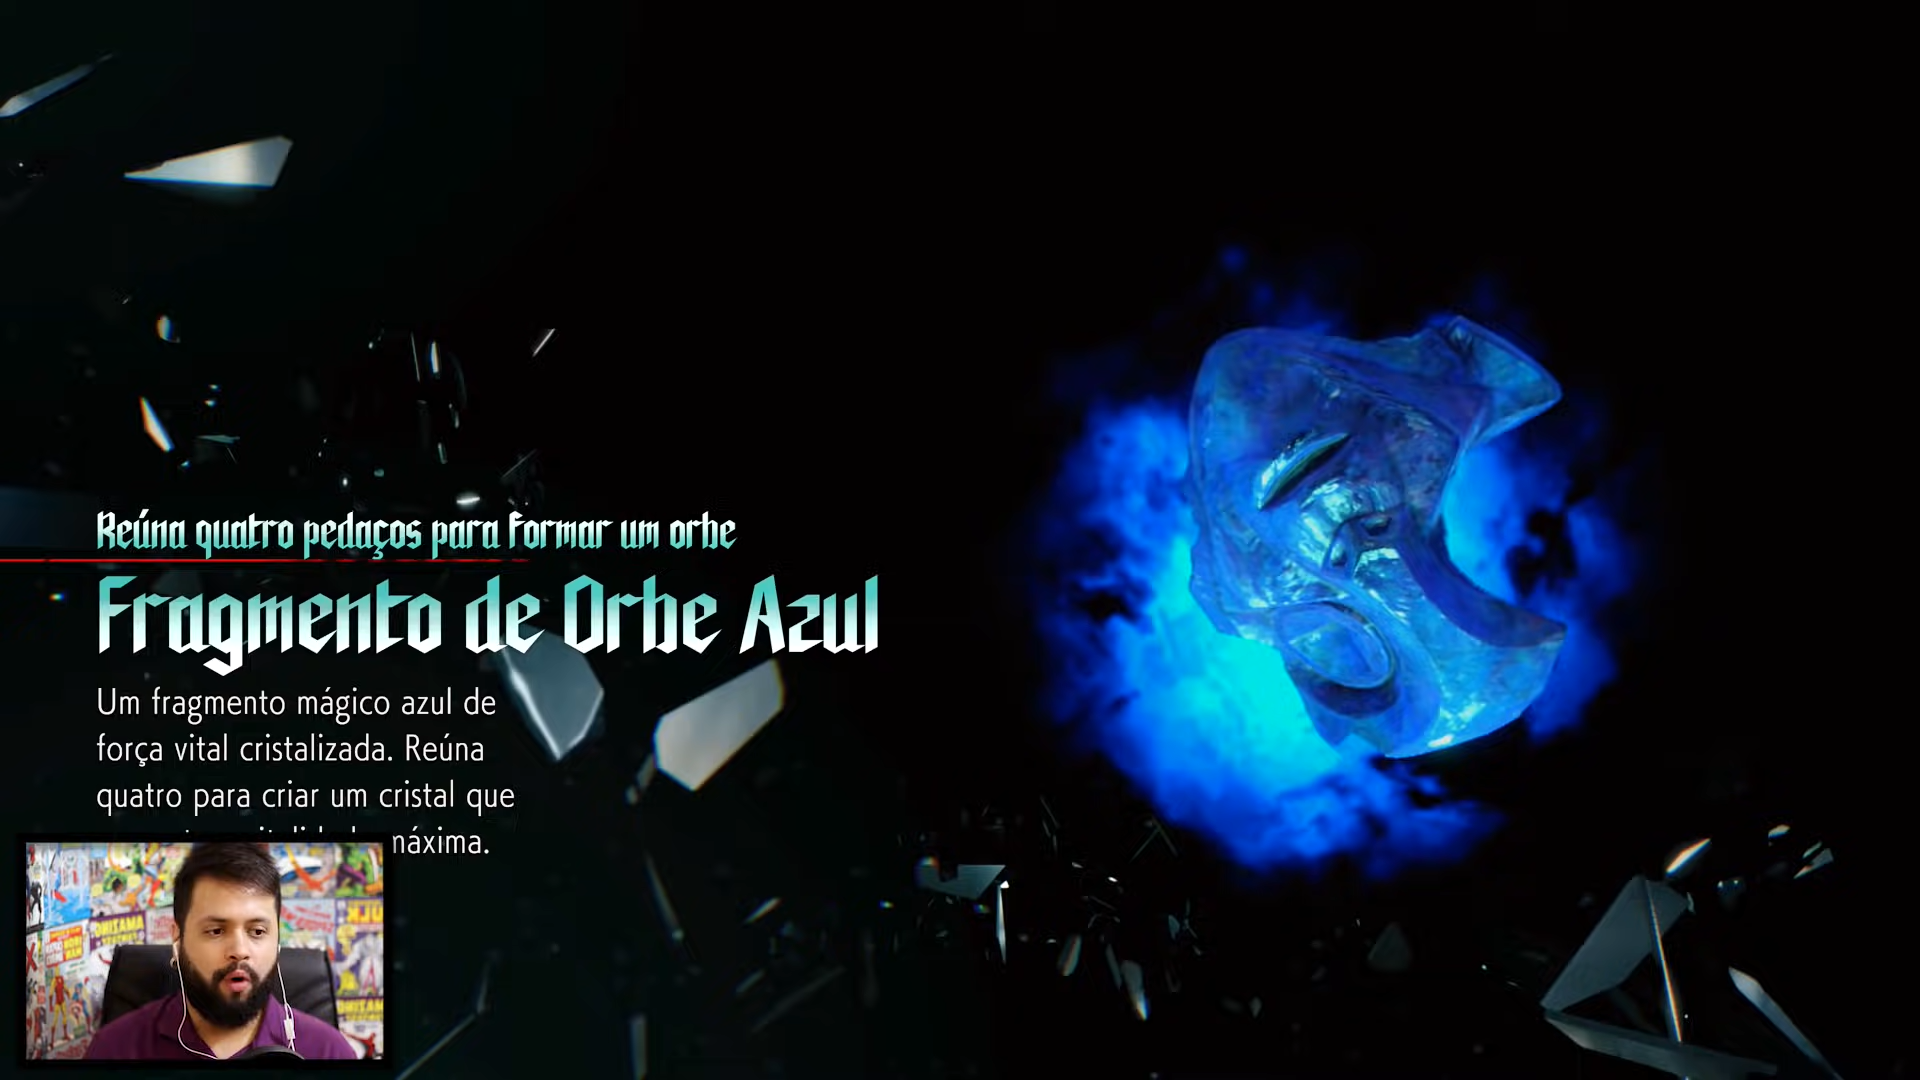 Reúna quatro pedaços para formar um orbe
Fragmento de Orbe Azul
Um fragmento mágico azul de
força vital cristalizada. Reúna
quatro para criar um cristal que
máxima.